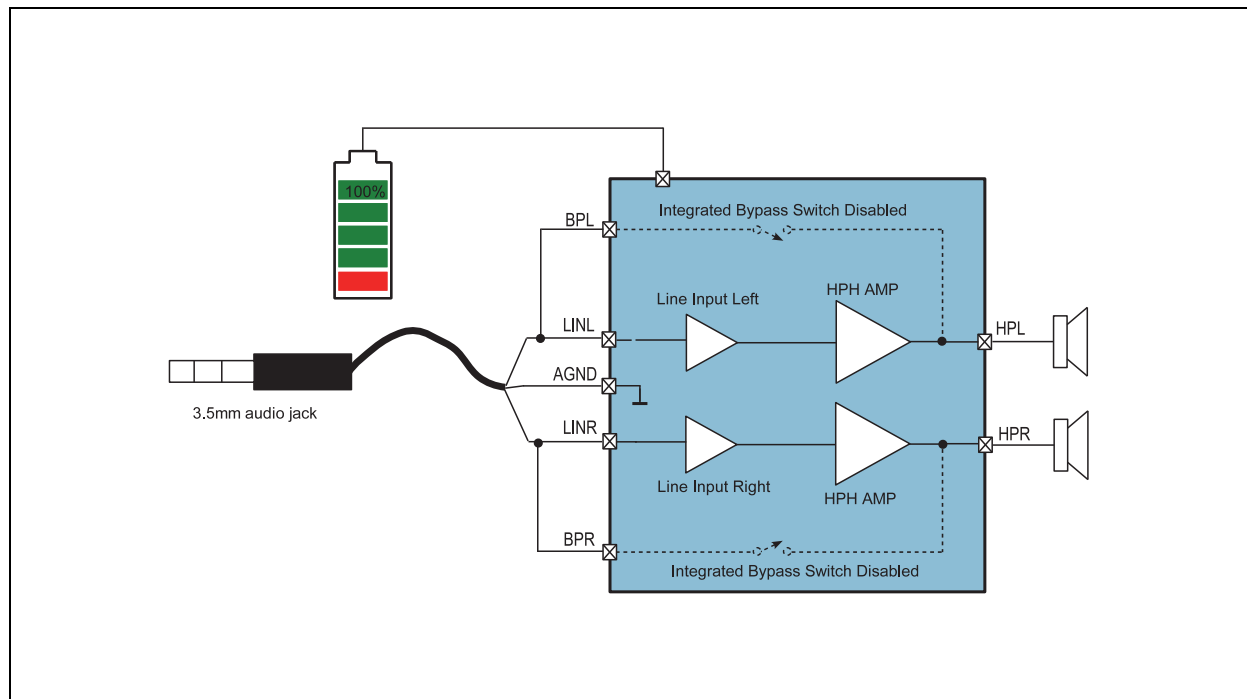 100%
Integrated Bypass Switch Disabled
BPL
HPH AMP
Line Input Left
LINL
HPL
AGND
3.5mm audio jack
LINR
HPR
Line Input Right
HPH AMP
BPR
Integrated Bypass Switch Disabled